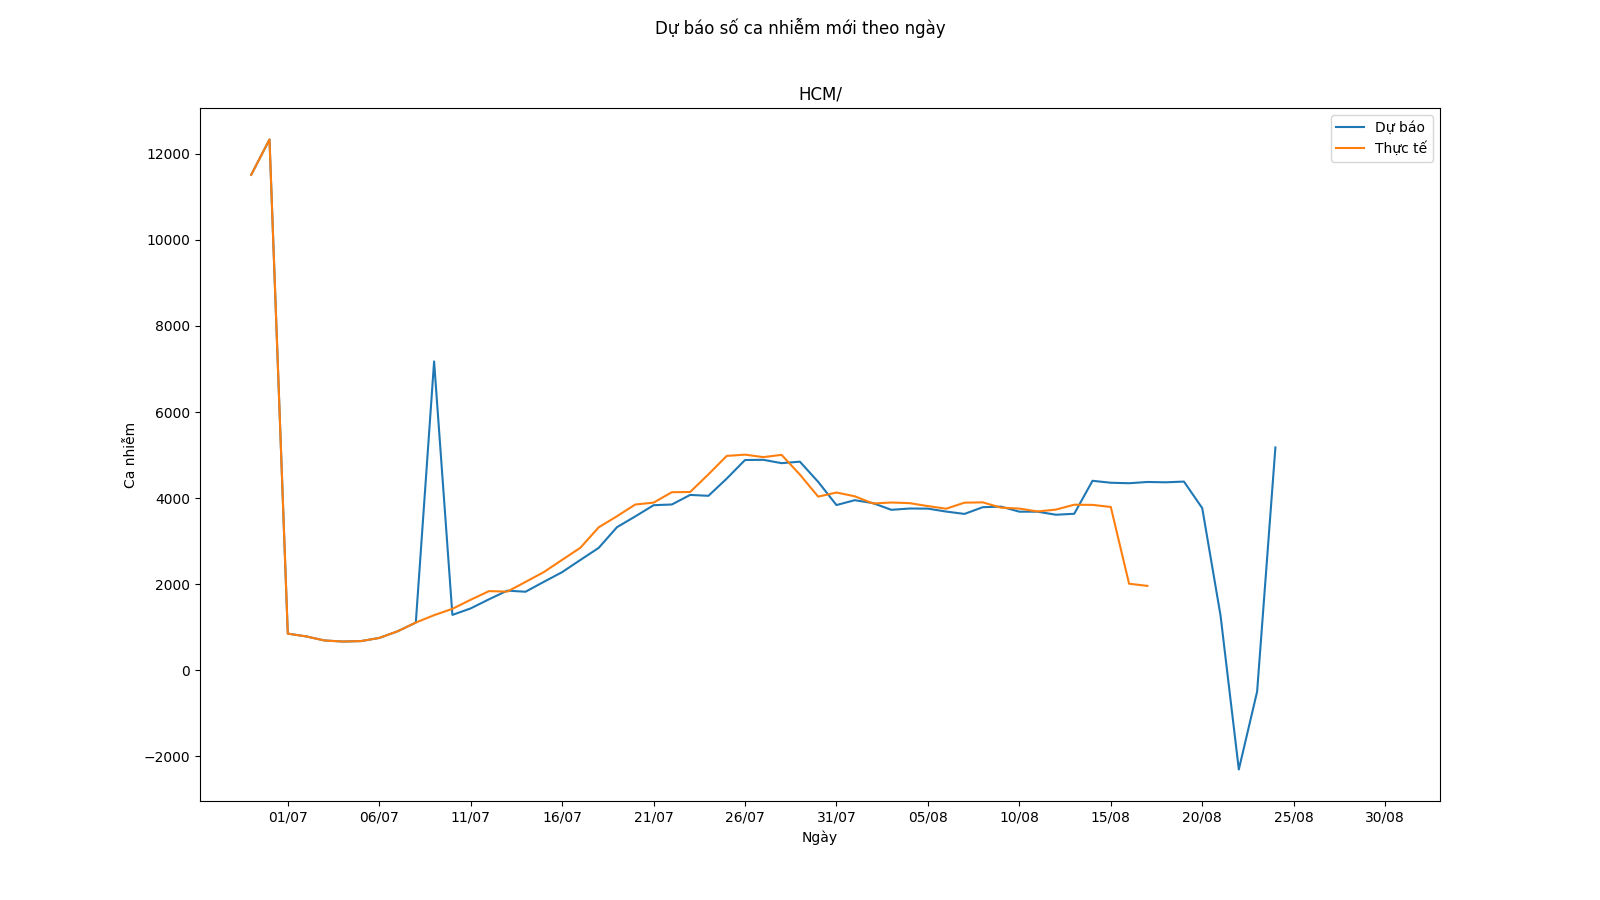 Dự báo số ca nhiễm mới theo ngày
HCM/
Dự báo
Thực tế
12000
10000
8000
6000
4000
2000
0
−2000
Ca nhiễm
01/07 06/07 11/07 16/07 21/07 26/07 31/07 05/08 10/08 15/08 20/08 25/08 30/08
Ngày